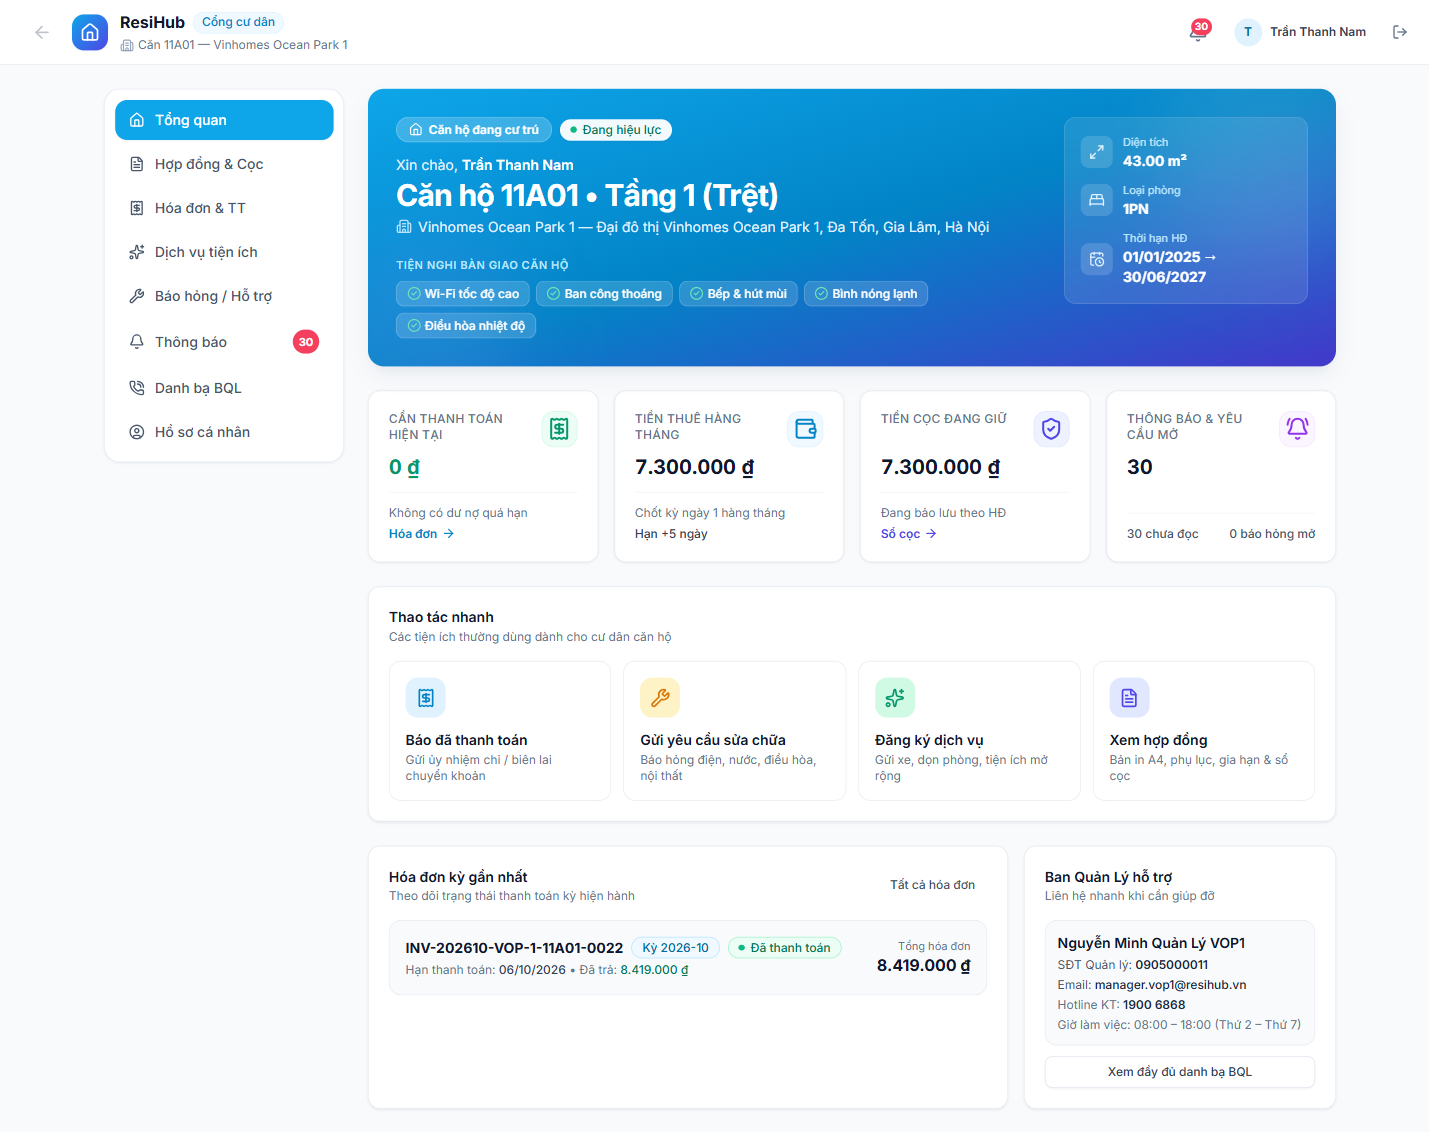 ResiHub Cổng cư dân
Căn 11A01 — Vinhomes Ocean Park 1
30
T Trần Thanh Nam
Tổng quan
Hợp đồng & Cọc
Hóa đơn & TT
Dịch vụ tiện ích
Báo hỏng / Hỗ trợ
Thông báo 30
Danh bạ BQL
Hồ sơ cá nhân
Căn hộ đang cư trú Đang hiệu lực
Xin chào, Trần Thanh Nam
Căn hộ 11A01 • Tầng 1 (Trệt)
Vinhomes Ocean Park 1 — Đại đô thị Vinhomes Ocean Park 1, Đa Tốn, Gia Lâm, Hà Nội
TIỆN NGHI BÀN GIAO CĂN HỘ
Wi-Fi tốc độ cao Ban công thoáng Bếp & hút mùi Bình nóng lạnh
Điều hòa nhiệt độ
Diện tích
43.00 m²
Loại phòng
1PN
Thời hạn HĐ
01/01/2025 →
30/06/2027
CẦN THANH TOÁN
HIỆN TẠI
0 ₫
Không có dư nợ quá hạn
Hóa đơn →
TIỀN THUÊ HÀNG
THÁNG
7.300.000 ₫
Chốt kỳ ngày 1 hàng tháng
Hạn +5 ngày
TIỀN CỌC ĐANG GIỮ
7.300.000 ₫
Đang bảo lưu theo HĐ
Sổ cọc →
THÔNG BÁO & YÊU
CẦU MỞ
30
30 chưa đọc 0 báo hỏng mở
Thao tác nhanh
Các tiện ích thường dùng dành cho cư dân căn hộ
Báo đã thanh toán
Gửi ủy nhiệm chi / biên lai
chuyển khoản
Gửi yêu cầu sửa chữa
Báo hỏng điện, nước, điều hòa,
nội thất
Đăng ký dịch vụ
Gửi xe, dọn phòng, tiện ích mở
rộng
Xem hợp đồng
Bản in A4, phụ lục, gia hạn & sổ
cọc
Hóa đơn kỳ gần nhất
Theo dõi trạng thái thanh toán kỳ hiện hành
Tất cả hóa đơn
INV-202610-VOP-1-11A01-0022 Kỳ 2026-10 Đã thanh toán
Hạn thanh toán: 06/10/2026 • Đã trả: 8.419.000 ₫
Tổng hóa đơn
8.419.000 ₫
Ban Quản Lý hỗ trợ
Liên hệ nhanh khi cần giúp đỡ
Nguyễn Minh Quản Lý VOP1
SĐT Quản lý: 0905000011
Email: manager.vop1@resihub.vn
Hotline KT: 1900 6868
Giờ làm việc: 08:00 – 18:00 (Thứ 2 – Thứ 7)
Xem đầy đủ danh bạ BQL